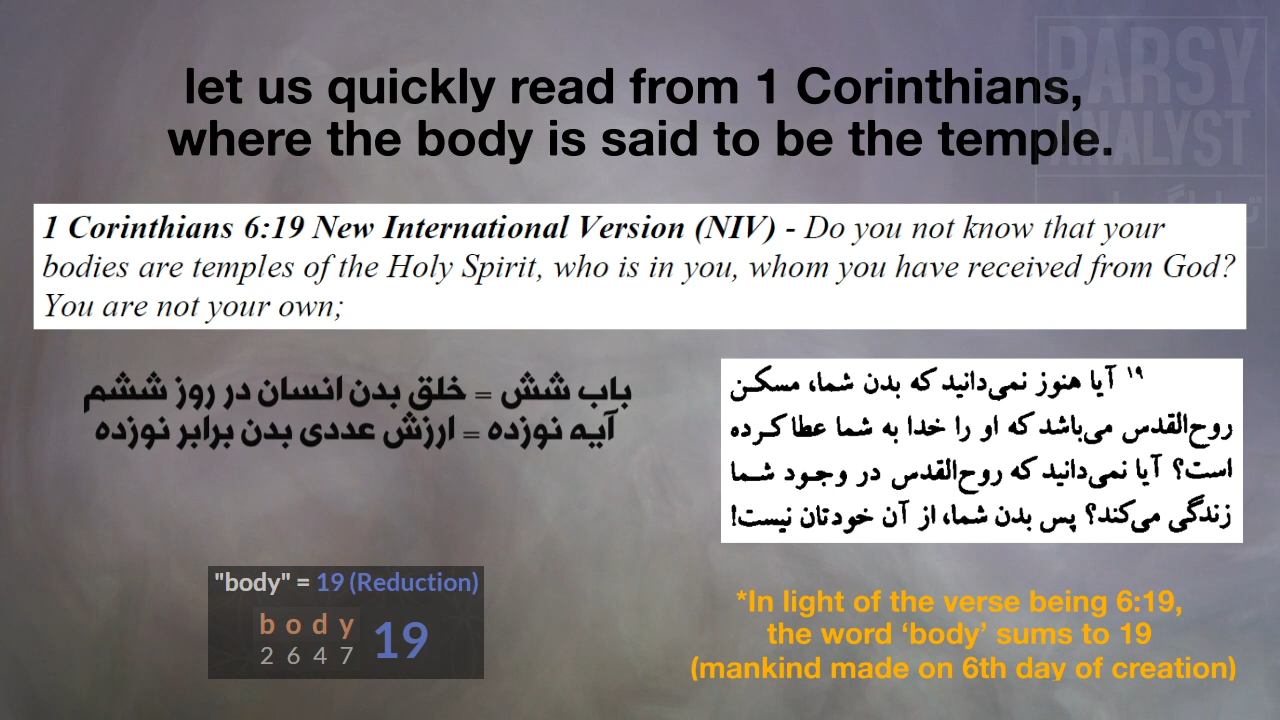 PARSY
ANALYST
let us quickly read from 1 Corinthians,
where the body is said to be the temple.
1 Corinthians 6:19 New International Version (NIV) - Do you not know that your
bodies are temples of the Holy Spirit, who is in you, whom you have received from God?
You are not your own;
باب شش = خلق بدن انسان در روز ششم
آیه نوزده = ارزش عددی بدن برابر نوزده
۱۹ آیا هنوز نمی‌دانید که بدن شما، مسکن
روح‌القدس می‌باشد که او را خدا به شما عطا کرده
است؟ آیا نمی‌دانید که روح‌القدس در وجود شما
زندگی می‌کند؟ پس بدن شما، از آن خودتان نیست!
"body" = 19 (Reduction)
b o d y
2 6 4 7
19
*In light of the verse being 6:19,
the word ‘body’ sums to 19
(mankind made on 6th day of creation)